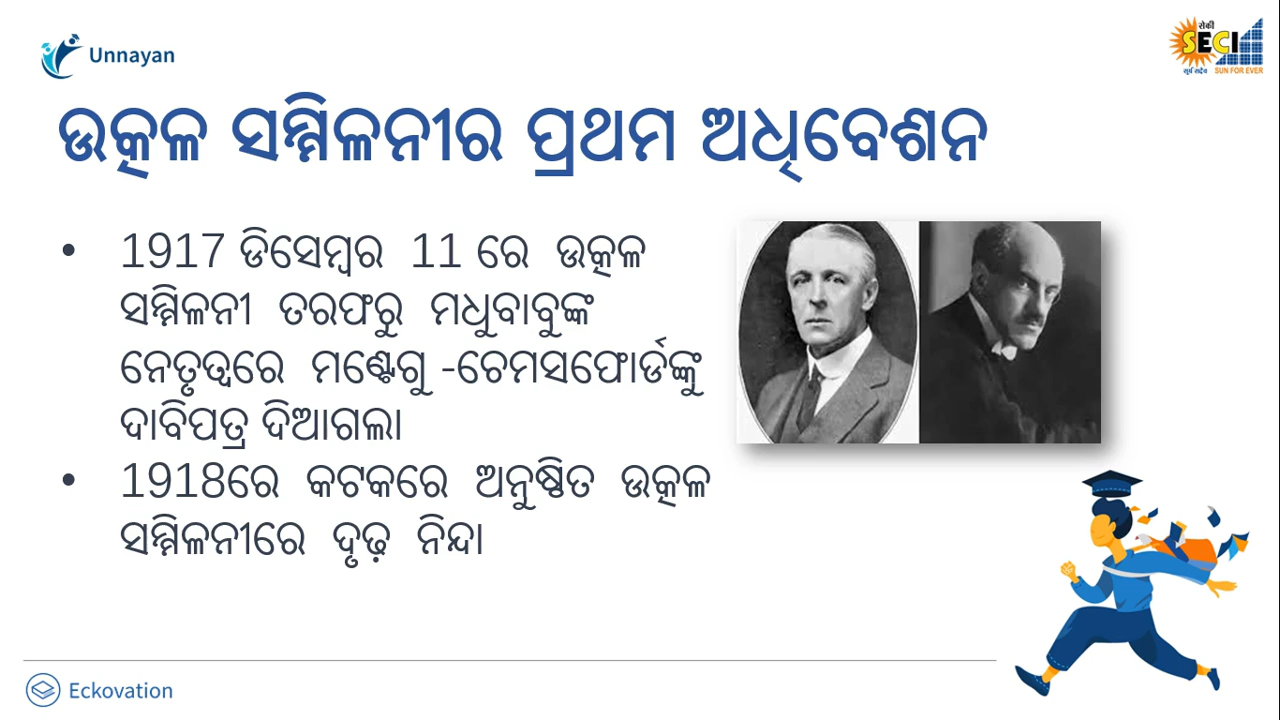 Unnayan
सेकी
SECI
सूर्य सदैव SUN FOR EVER
ଉତ୍କଳ ସମ୍ମିଳନୀର ପ୍ରଥମ ଅଧିବେଶନ
• 1917 ଡିସେମ୍ବର 11 ରେ ଉତ୍କଳ
ସମ୍ମିଳନୀ ତରଫରୁ ମଧୁବାବୁଙ୍କ
ନେତୃତ୍ୱରେ ମଣ୍ଟେଗୁ -ଚେମସଫୋର୍ଡଙ୍କୁ
ଦାବିପତ୍ର ଦିଆଗଲା
• 1918ରେ କଟକରେ ଅନୁଷ୍ଠିତ ଉତ୍କଳ
ସମ୍ମିଳନୀରେ ଦୃଢ଼ ନିନ୍ଦା
Eckovation